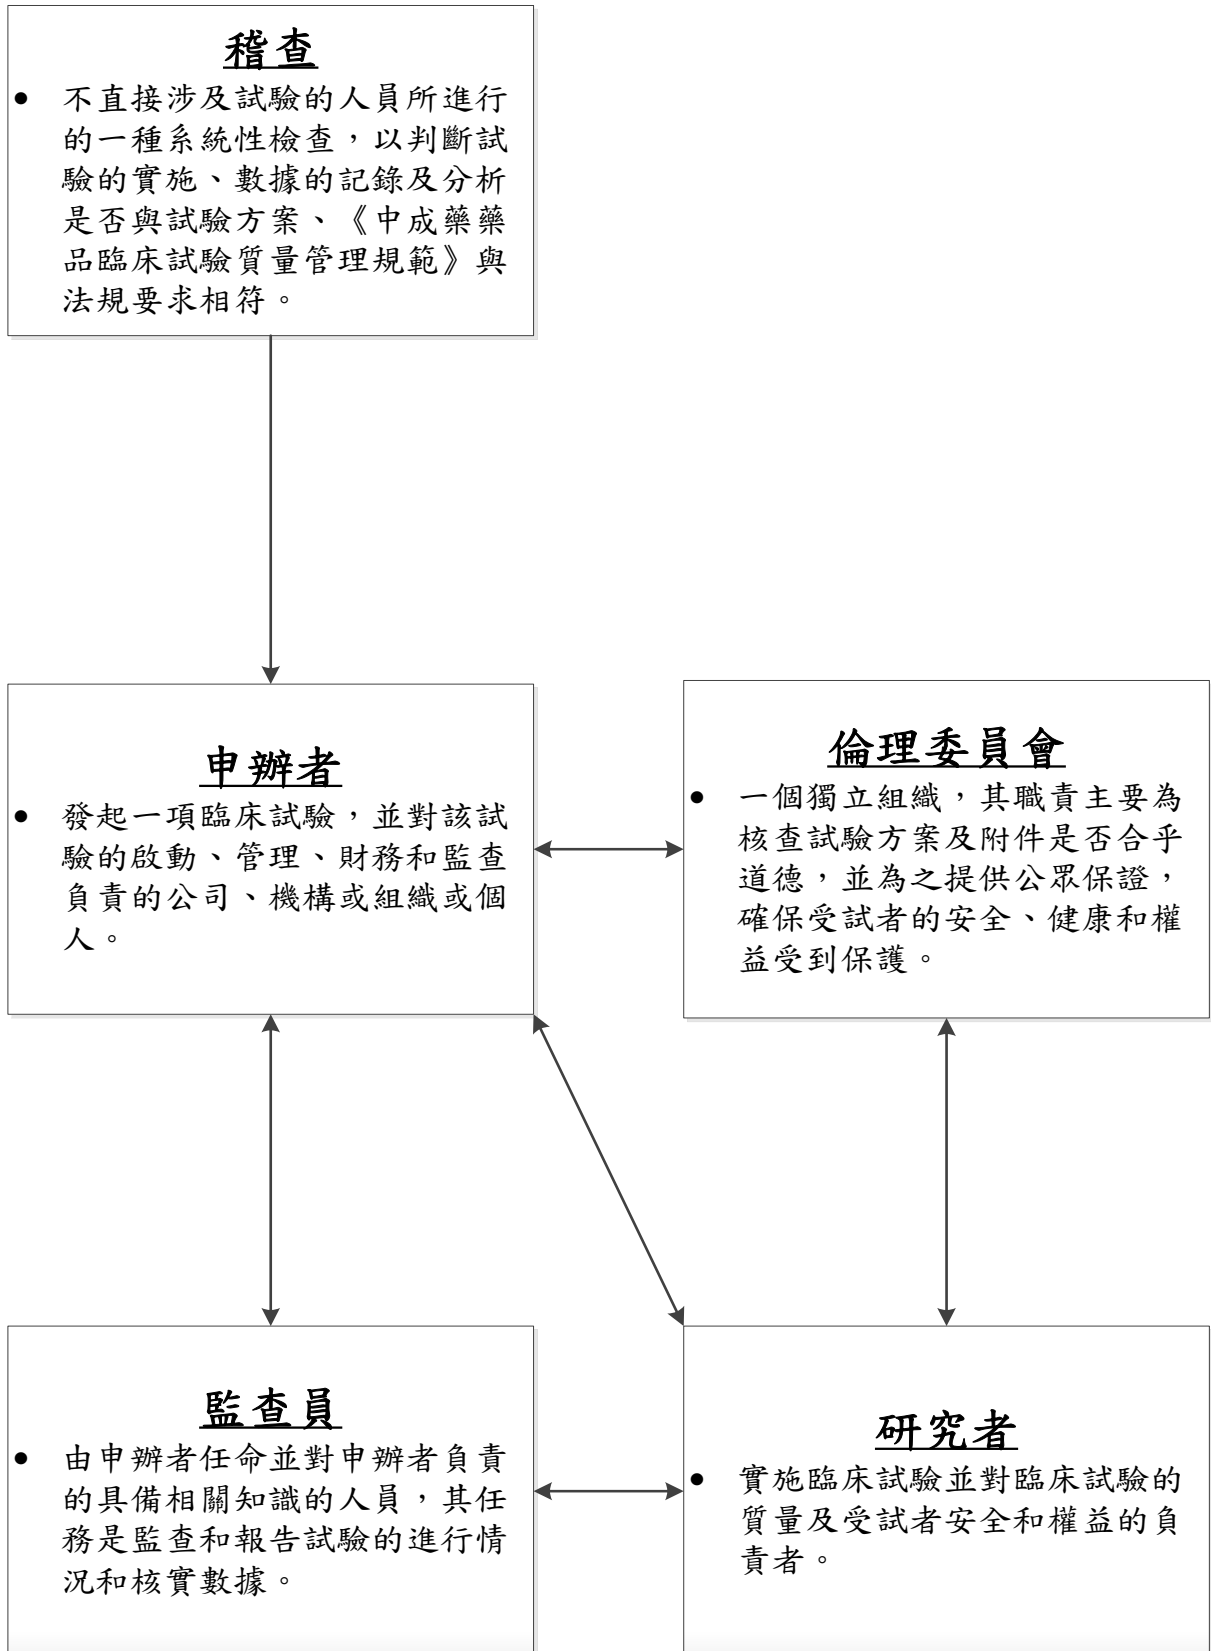 稽查
• 不直接涉及試驗的人員所進行
的一種系統性檢查，以判斷試
驗的實施、數據的記錄及分析
是否與試驗方案、《中成藥藥
品臨床試驗質量管理規範》與
法規要求相符。
申辦者
• 發起一項臨床試驗，並對該試
驗的啟動、管理、財務和監查
負責的公司、機構或組織或個
人。
倫理委員會
• 一個獨立組織，其職責主要為
核查試驗方案及附件是否合乎
道德，並為之提供公眾保證，
確保受試者的安全、健康和權
益受到保護。
監查員
• 由申辦者任命並對申辦者負責
的具備相關知識的人員，其任
務是監查和報告試驗的進行情
況和核實數據。
研究者
• 實施臨床試驗並對臨床試驗的
質量及受試者安全和權益的負
責者。